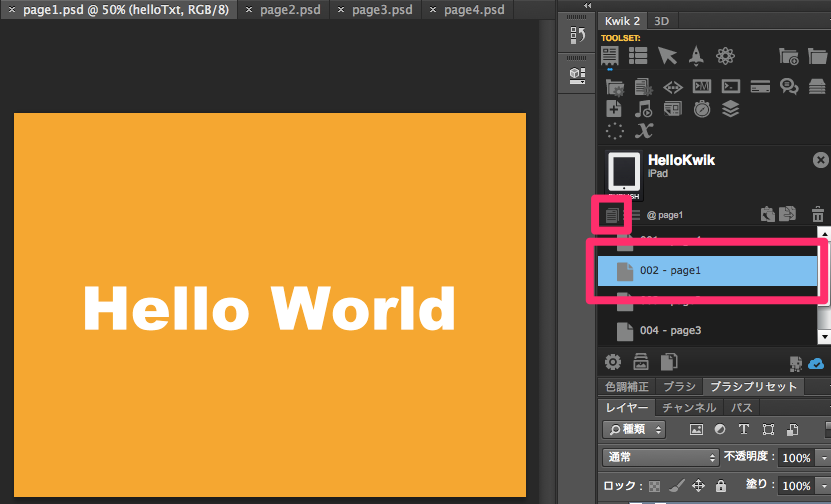 × page1.psd @ 50% (helloTxt, RGB/8) × page2.psd × page3.psd × page4.psd
Kwik 2 3D
TOOLSET:
HelloKwik
iPad
@ page1
002 - page1
004 - page3
Hello World
色調補正 ブラシ ブラシプリセット
レイヤー チャンネル パス
種類 T
通常 不透明度: 100%
ロック: 塗り: 100%